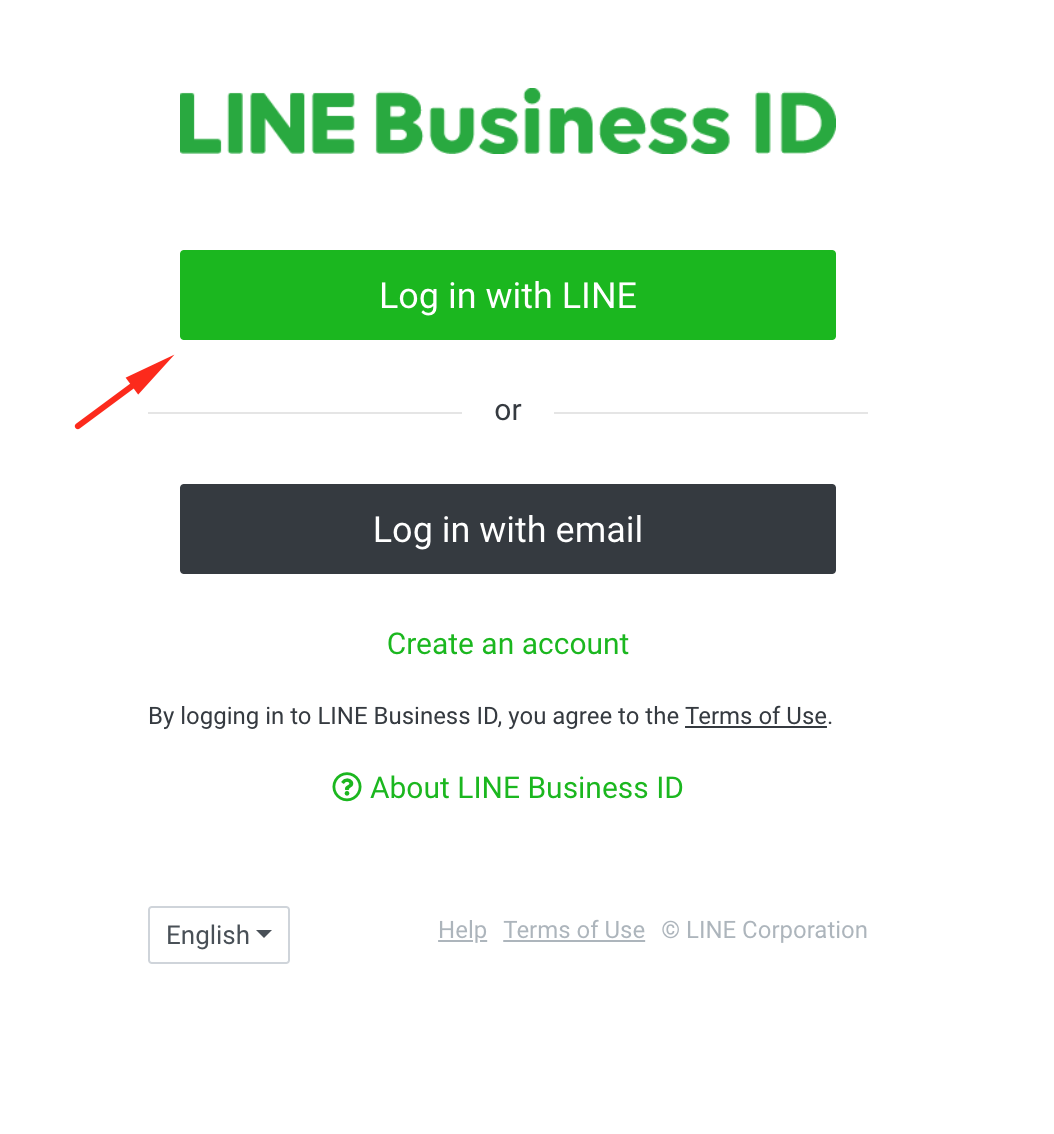 LINE Business ID
Log in with LINE
or
Log in with email
Create an account
By logging in to LINE Business ID, you agree to the Terms of Use.
? About LINE Business ID
English
Help Terms of Use © LINE Corporation